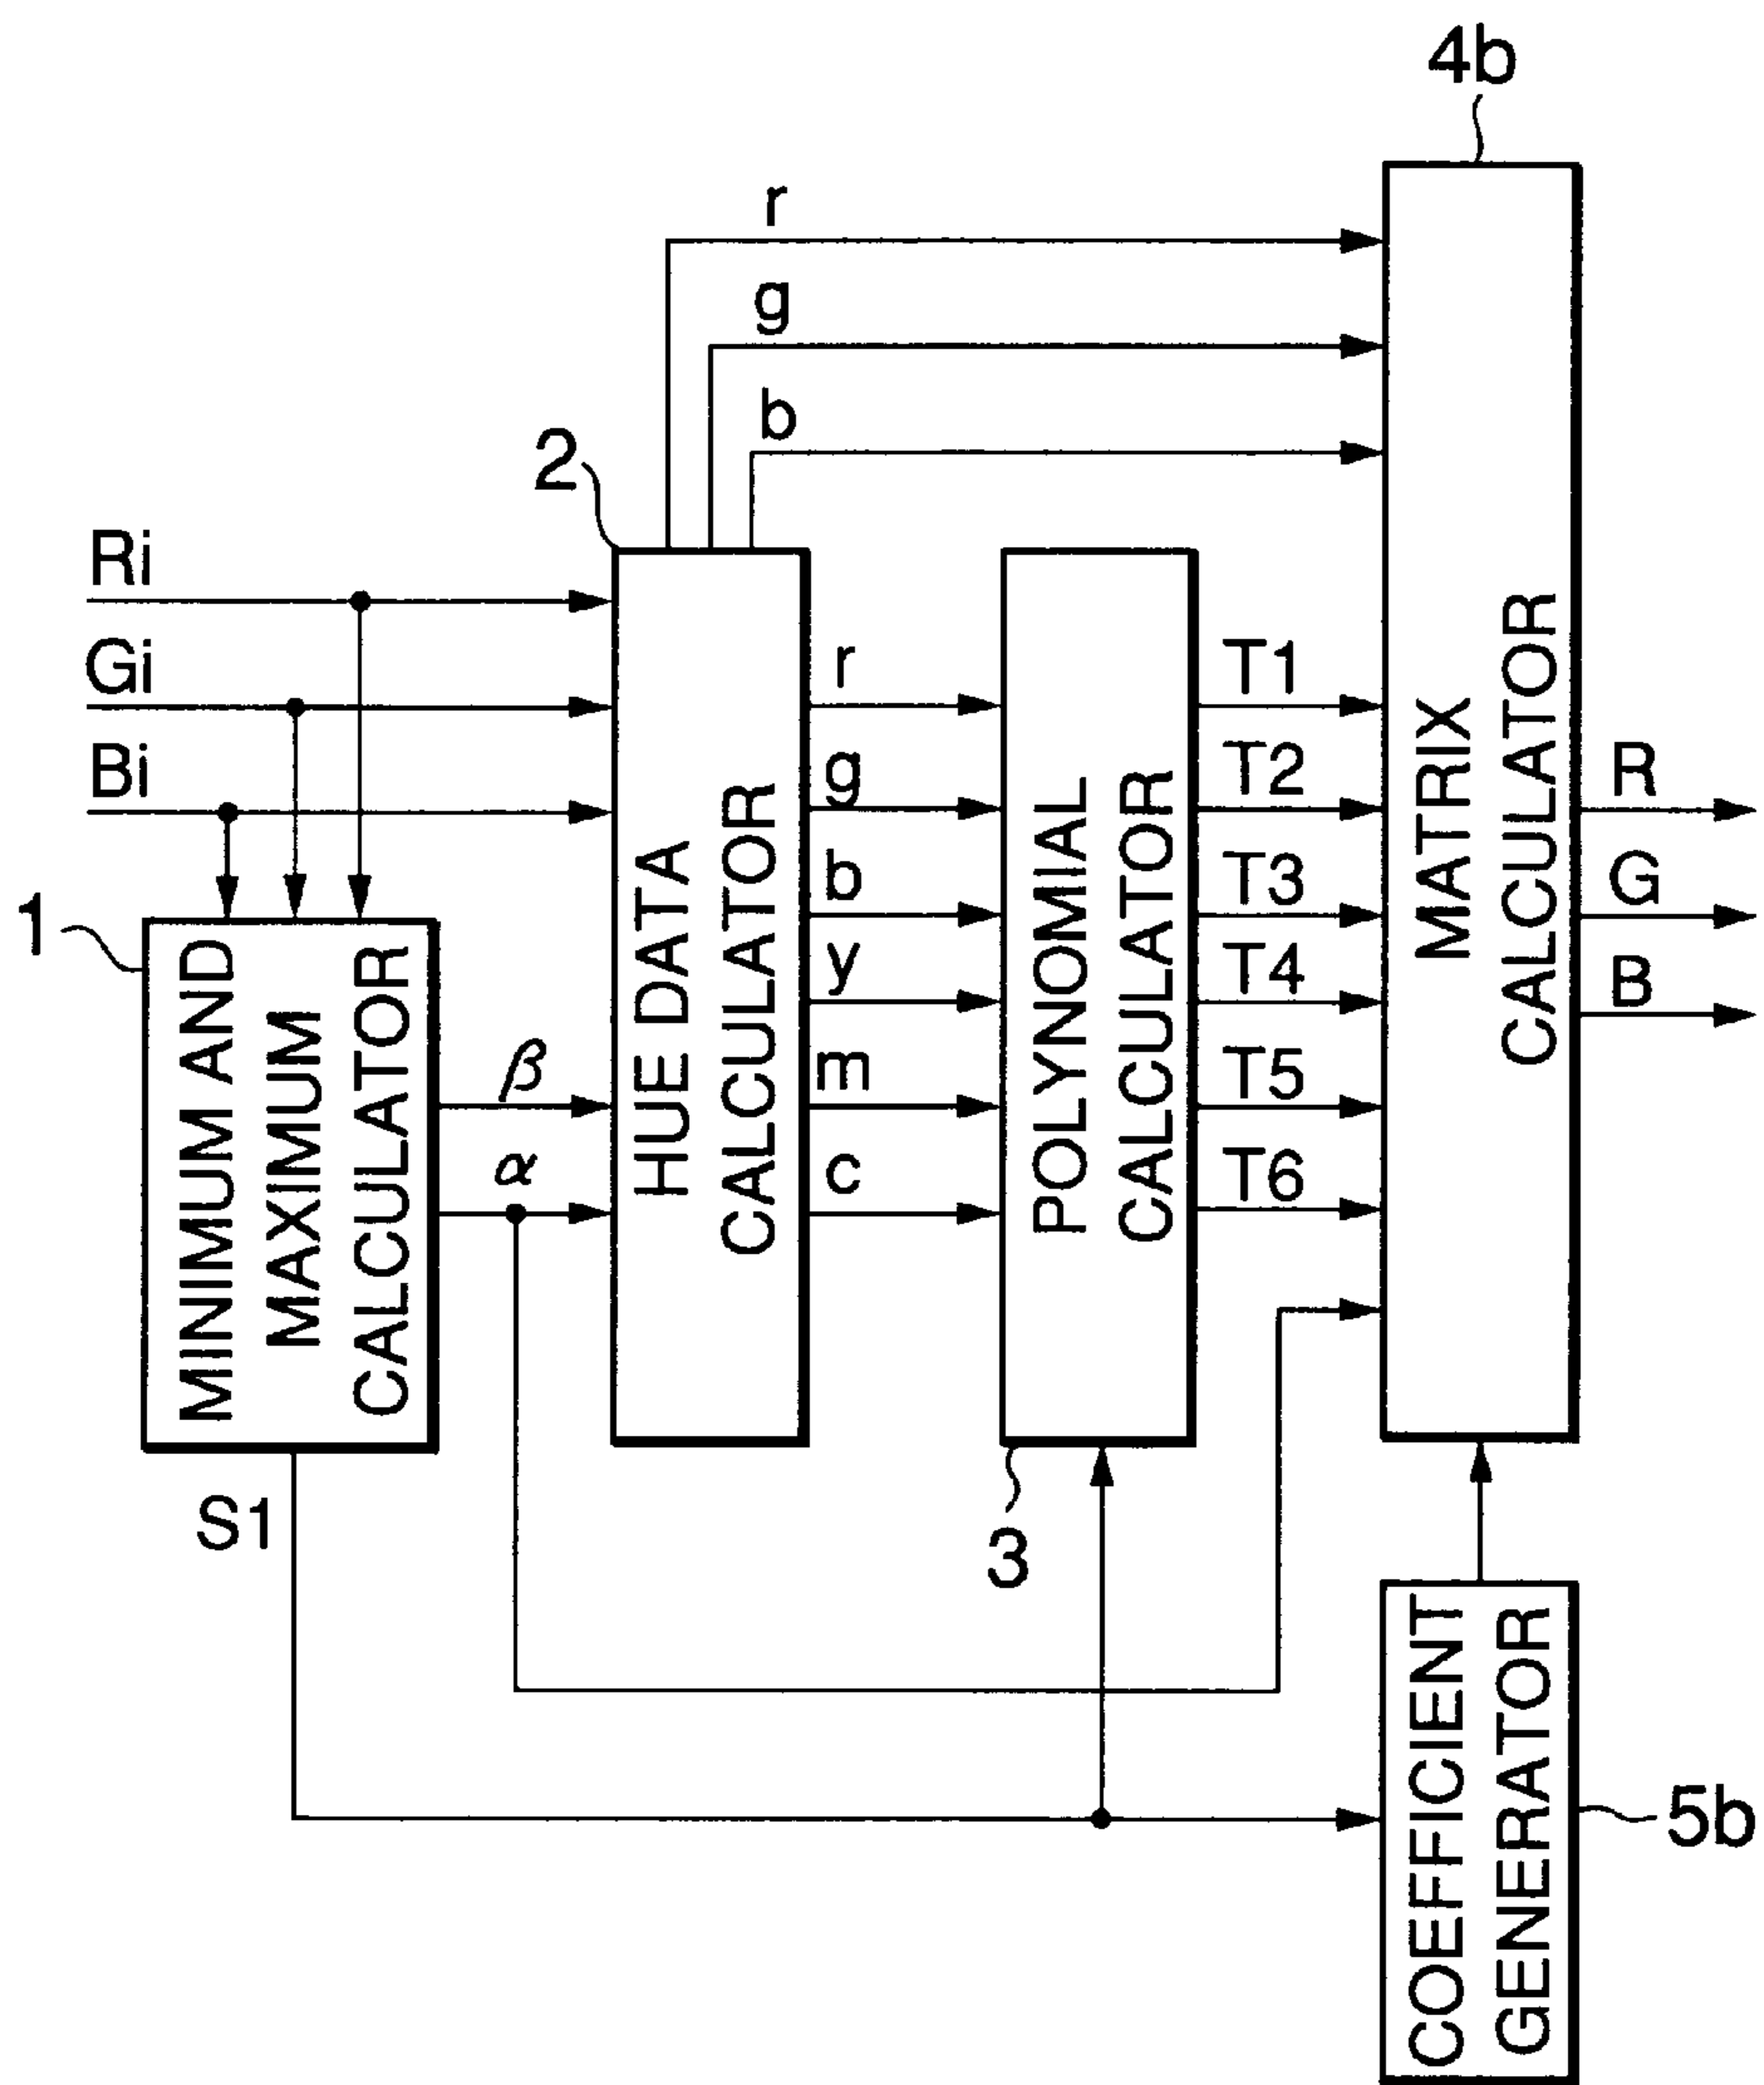 4b
r
g
b
2
Ri
Gi
Bi
r
g
b
y
m
c
T1
T2
T3
T4
T5
T6
R
G
B
1
MINIMUM AND
MAXIMUM
CALCULATOR
β
α
HUE DATA
CALCULATOR
POLYNOMIAL
CALCULATOR
MATRIX
CALCULATOR
S1
3
COEFFICIENT
GENERATOR
5b